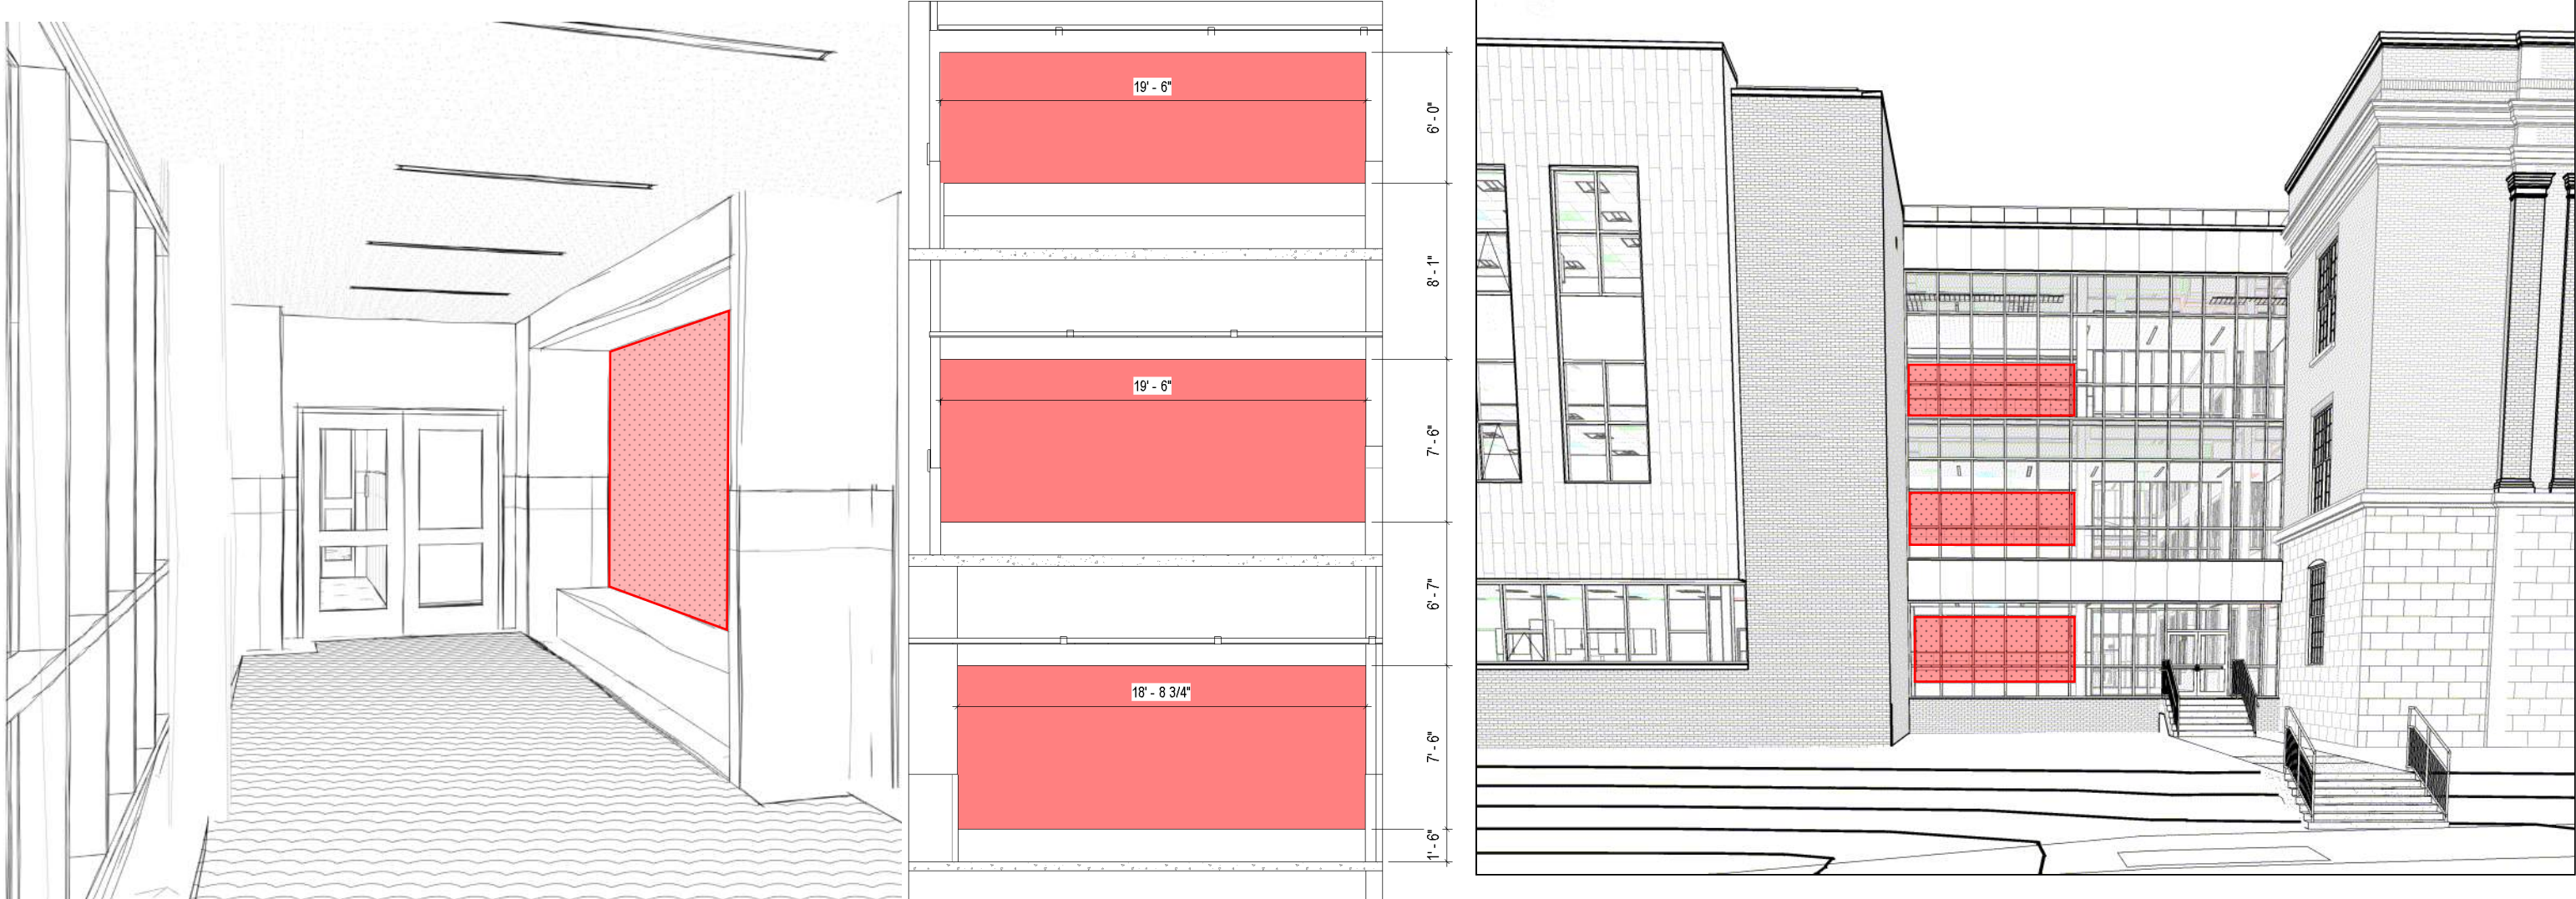 19' - 6"
6' - 0"
8' - 1"
19' - 6"
7' - 6"
6' - 7"
18' - 8 3/4"
7' - 6"
1' - 6"